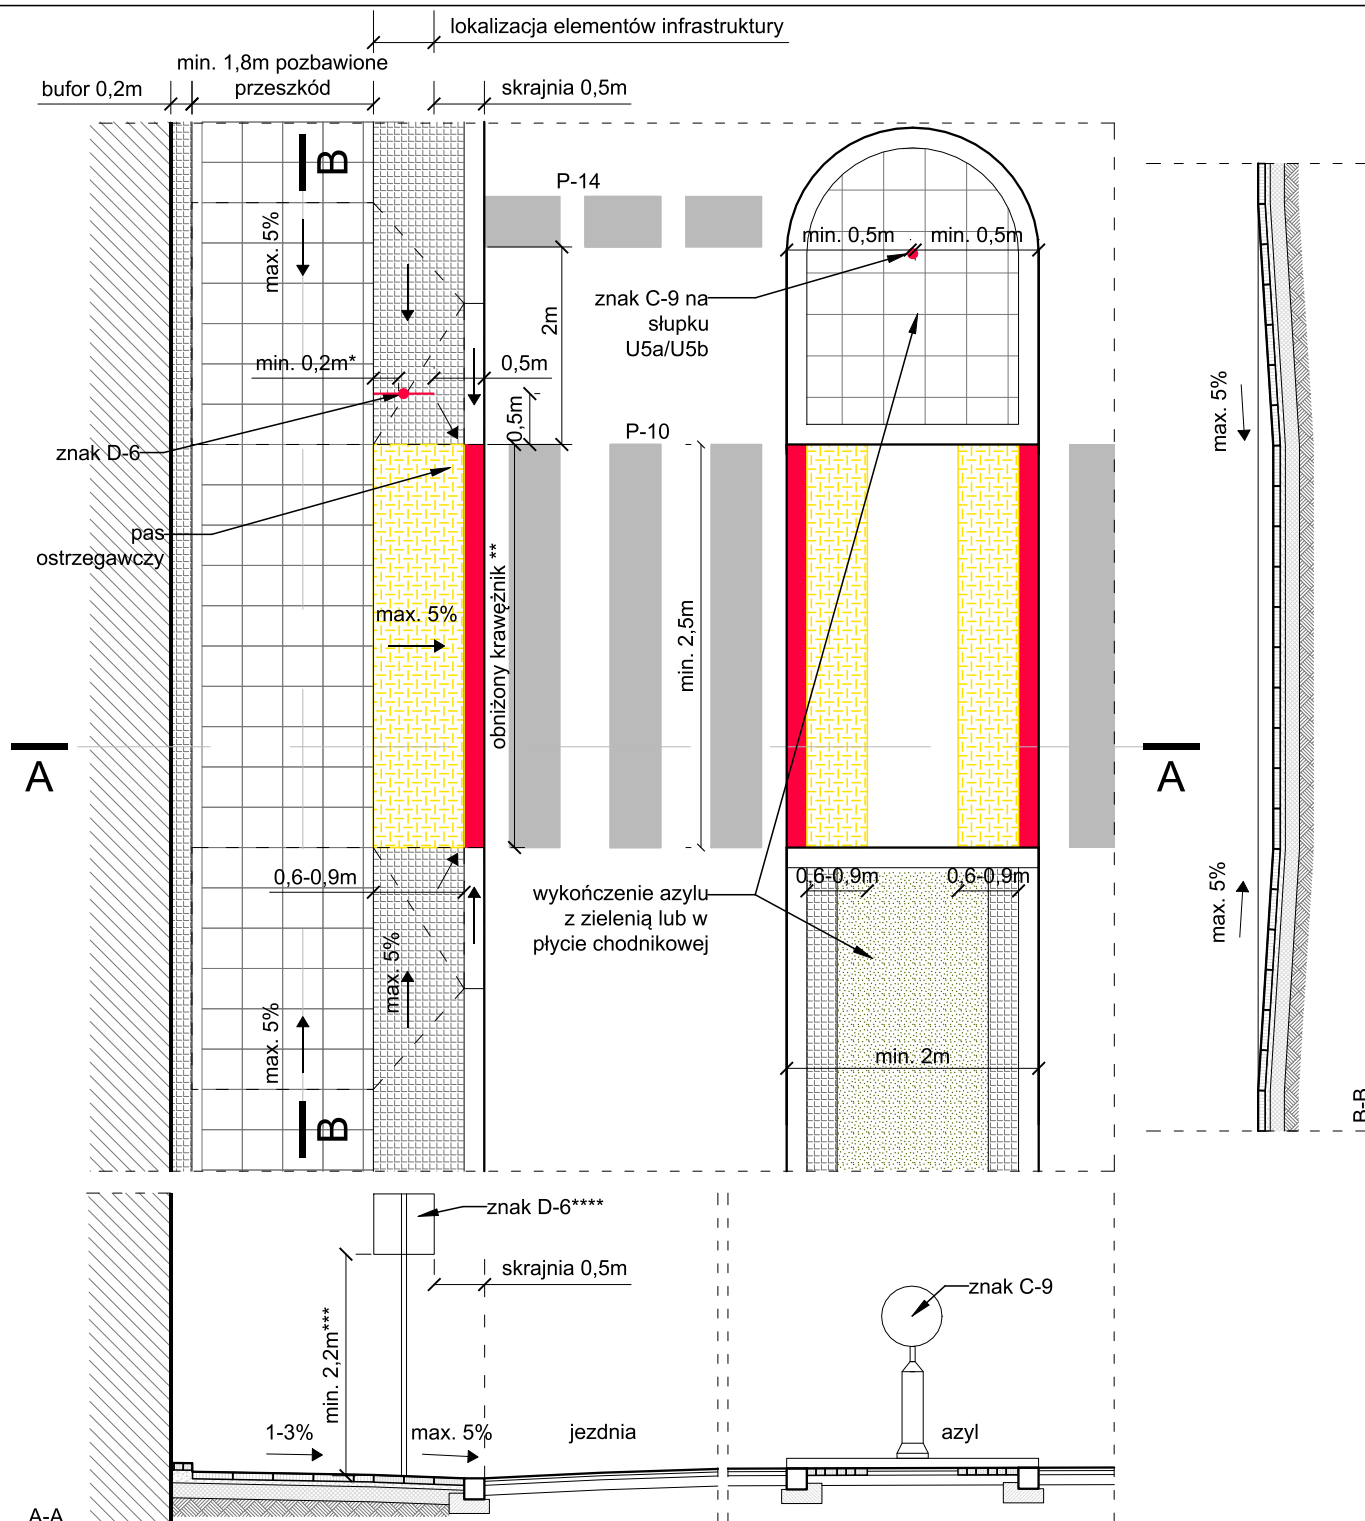 lokalizacja elementów infrastruktury
min. 1,8m pozbawione
przeszkód
bufor 0,2m
skrajnia 0,5m
B
P-14
max. 5%
min. 0,5m
min. 0,5m
znak C-9 na
słupku
U5a/U5b
2m
min. 0,2m*
0,5m
0,5m
max. 5%
P-10
znak D-6
pas
ostrzegawczy
obniżony krawężnik **
max. 5%
min. 2,5m
A
A
0,6-0,9m
0,6-0,9m
0,6-0,9m
wykończenie azylu
z zielenią lub w
płycie chodnikowej
max. 5%
max. 5%
max. 5%
min. 2m
B
B-B
znak D-6****
skrajnia 0,5m
znak C-9
min. 2,2m***
1-3%
max. 5%
jezdnia
azyl
A-A